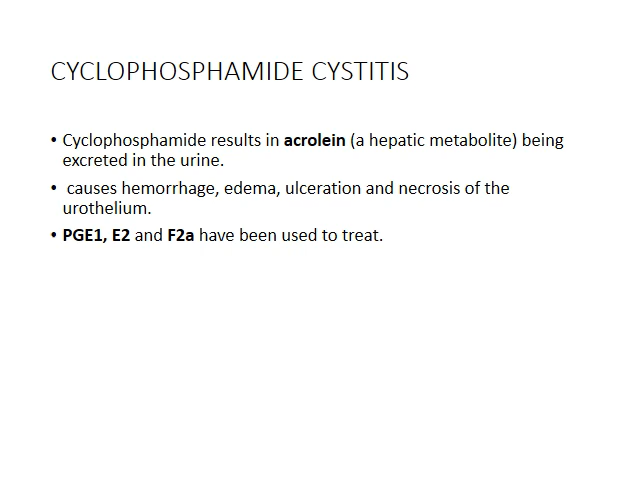 CYCLOPHOSPHAMIDE CYSTITIS
• Cyclophosphamide results in acrolein (a hepatic metabolite) being
excreted in the urine.
• causes hemorrhage, edema, ulceration and necrosis of the
urothelium.
• PGE1, E2 and F2a have been used to treat.